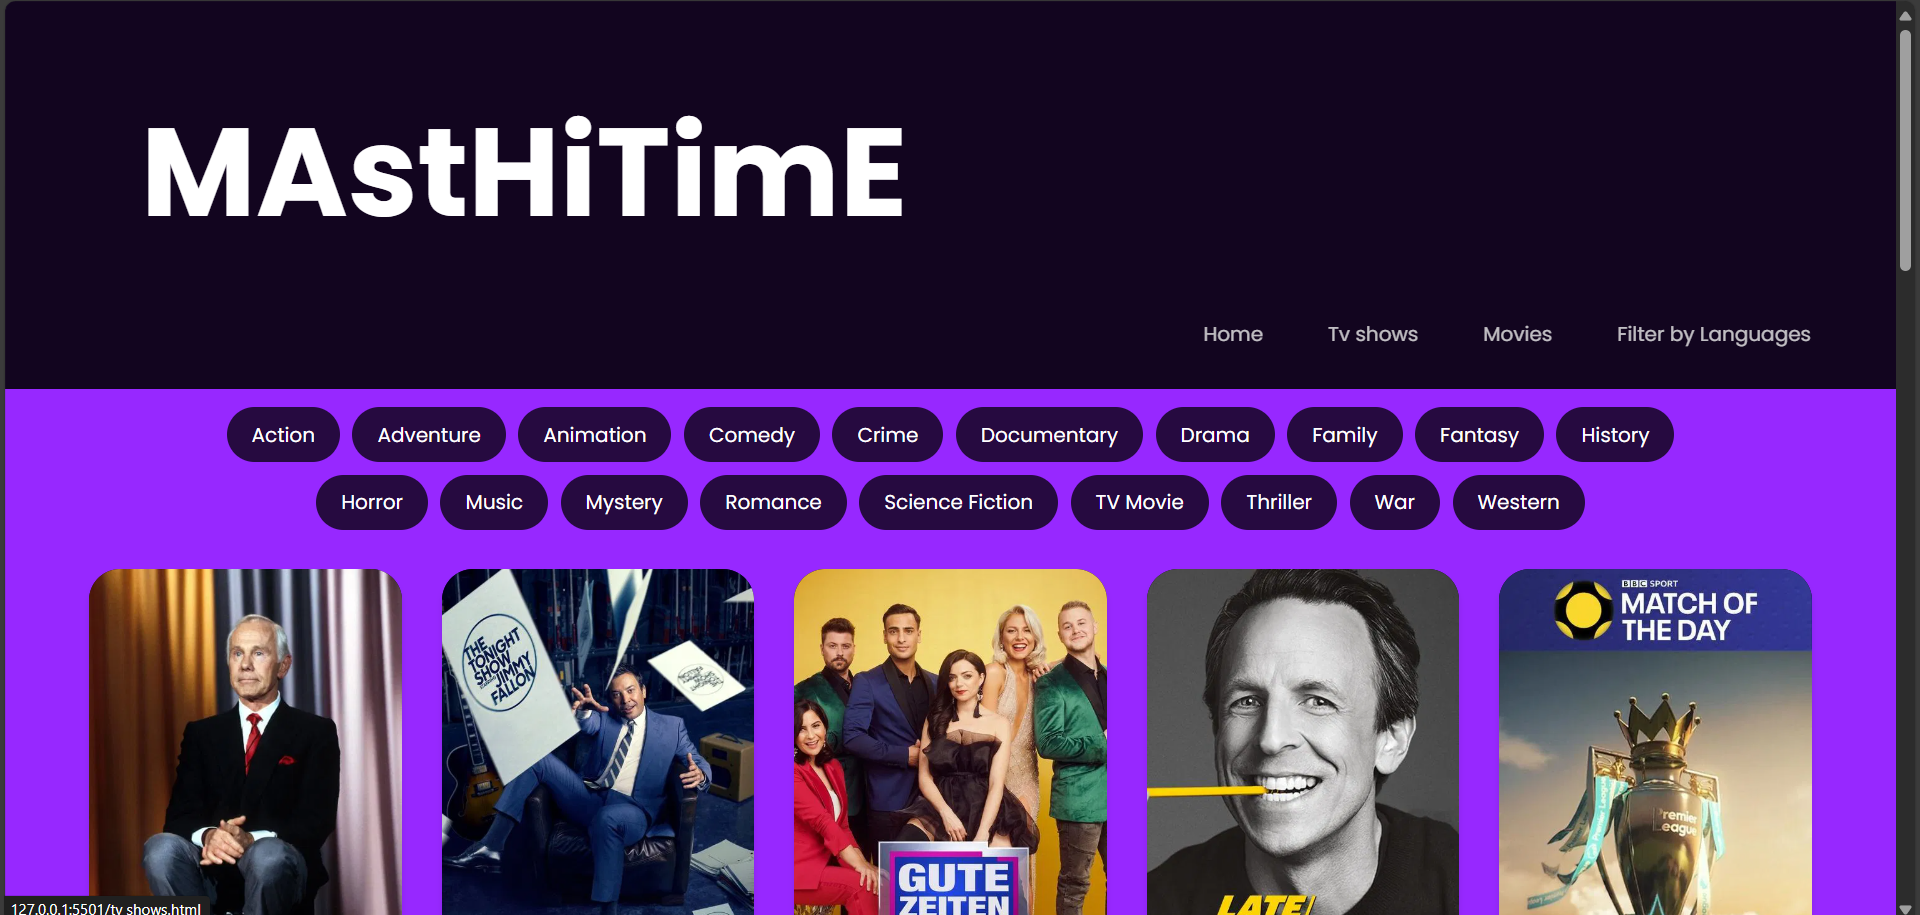 MAstHiTimE
Home Tv shows Movies Filter by Languages
Action Adventure Animation Comedy Crime Documentary Drama Family Fantasy History
Horror Music Mystery Romance Science Fiction TV Movie Thriller War Western
THE
TONIGHT
SHOW
JIMMY
FALLON
GUTE
ZEITEN
LATE
BBC SPORT
MATCH OF
THE DAY
Premier
League
127.0.0.1:5501/tv shows.html